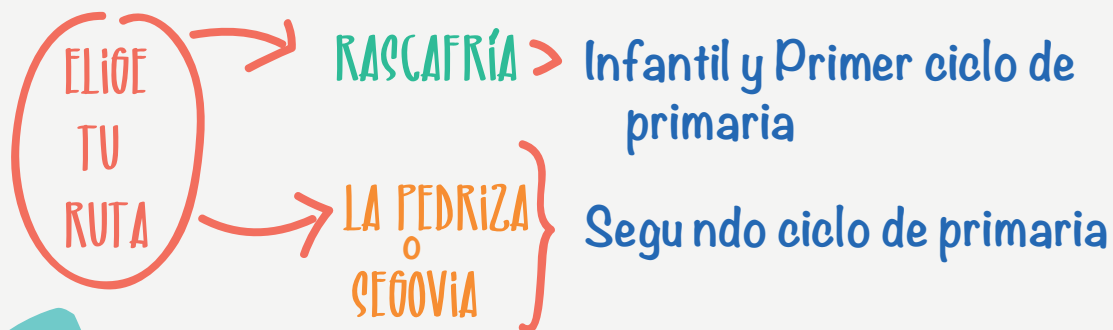 ELiGE
TU
RUTA
RASCAFRÍA > Infantil y Primer ciclo de
primaria
LA PEDRiZA
O
SEGOViA
Segu ndo ciclo de primaria